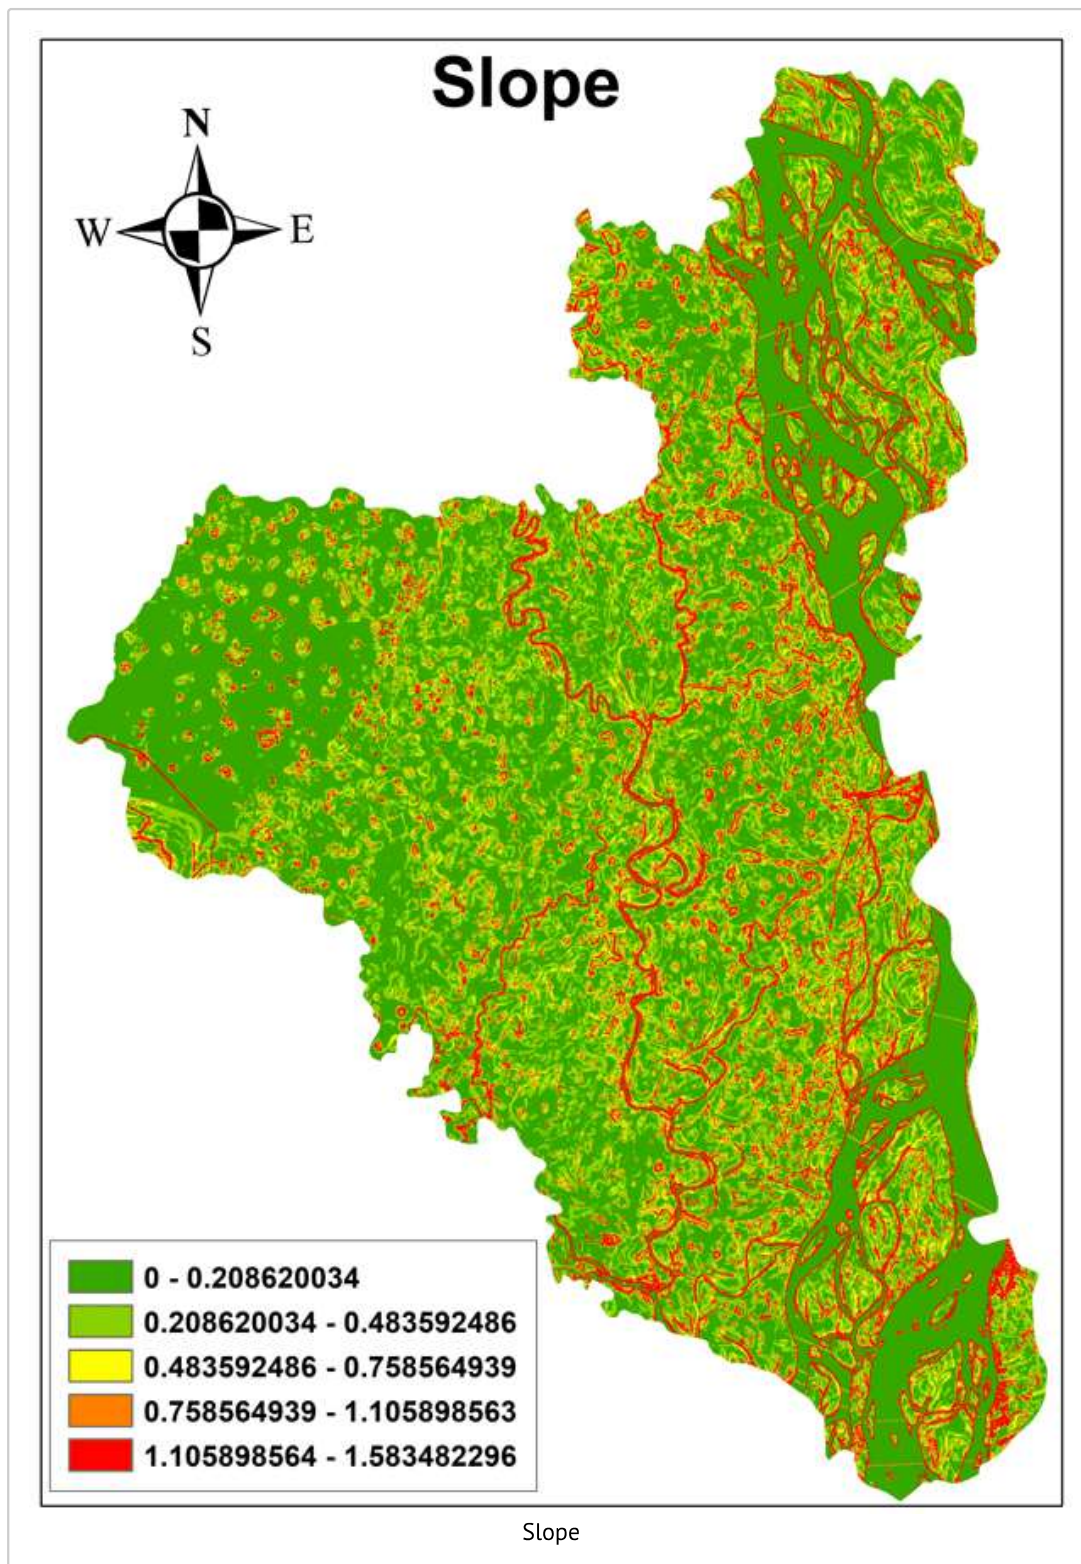 Slope
N
W
E
S
0 - 0.208620034
0.208620034 - 0.483592486
0.483592486 - 0.758564939
0.758564939 - 1.105898563
1.105898564 - 1.583482296
Slope